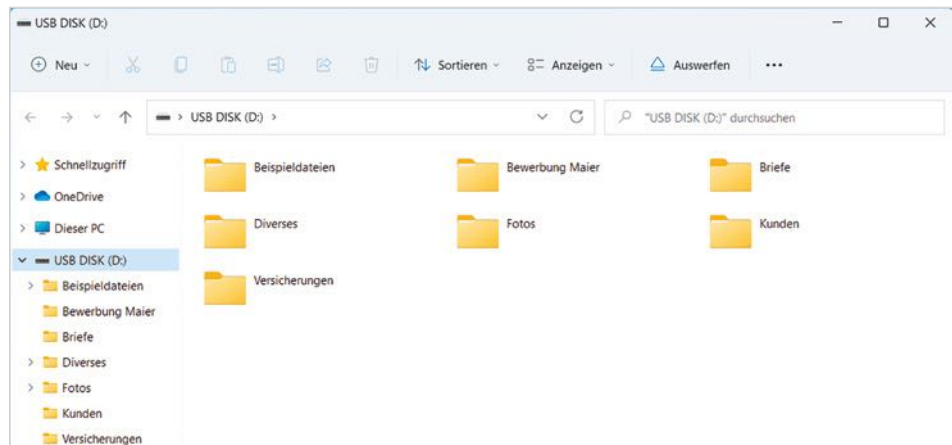 USB DISK (D:)
Neu
Sortieren
Anzeigen
Auswerfen
USB DISK (D:)
"USB DISK (D:)" durchsuchen
Schnellzugriff
OneDrive
Dieser PC
USB DISK (D:)
Beispieldateien
Bewerbung Maier
Briefe
Diverses
Fotos
Kunden
Versicherungen
Beispieldateien
Bewerbung Maier
Briefe
Diverses
Fotos
Kunden
Versicherungen